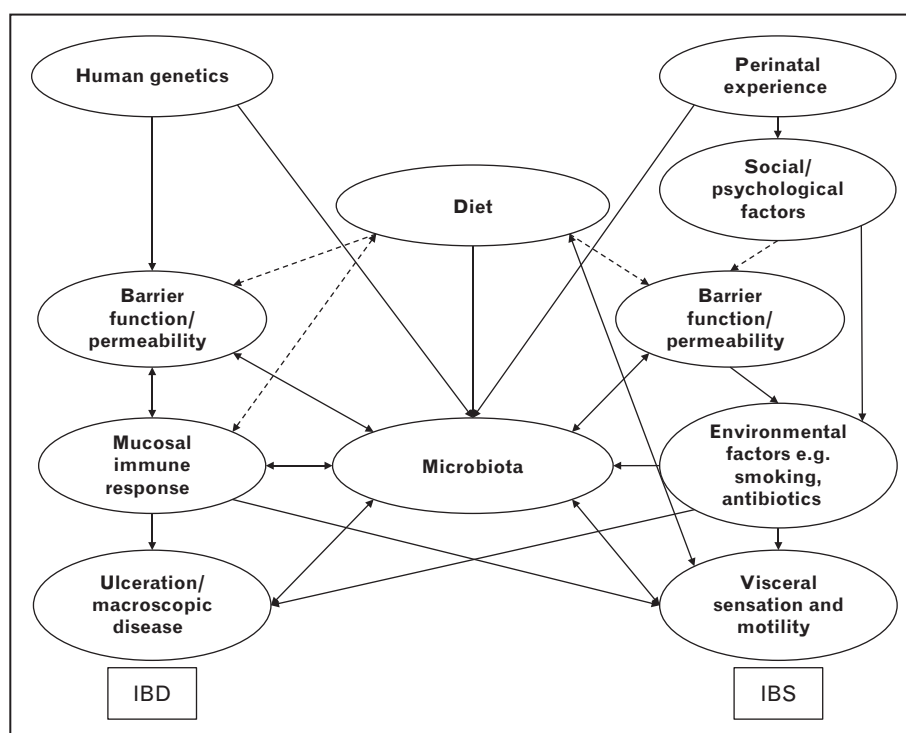 Human genetics
Perinatal
experience
Social/
psychological
factors
Diet
Barrier
function/
permeability
Barrier
function/
permeability
Mucosal
immune
response
Microbiota
Environmental
factors e.g.
smoking,
antibiotics
Ulceration/
macroscopic
disease
Visceral
sensation and
motility
IBD
IBS